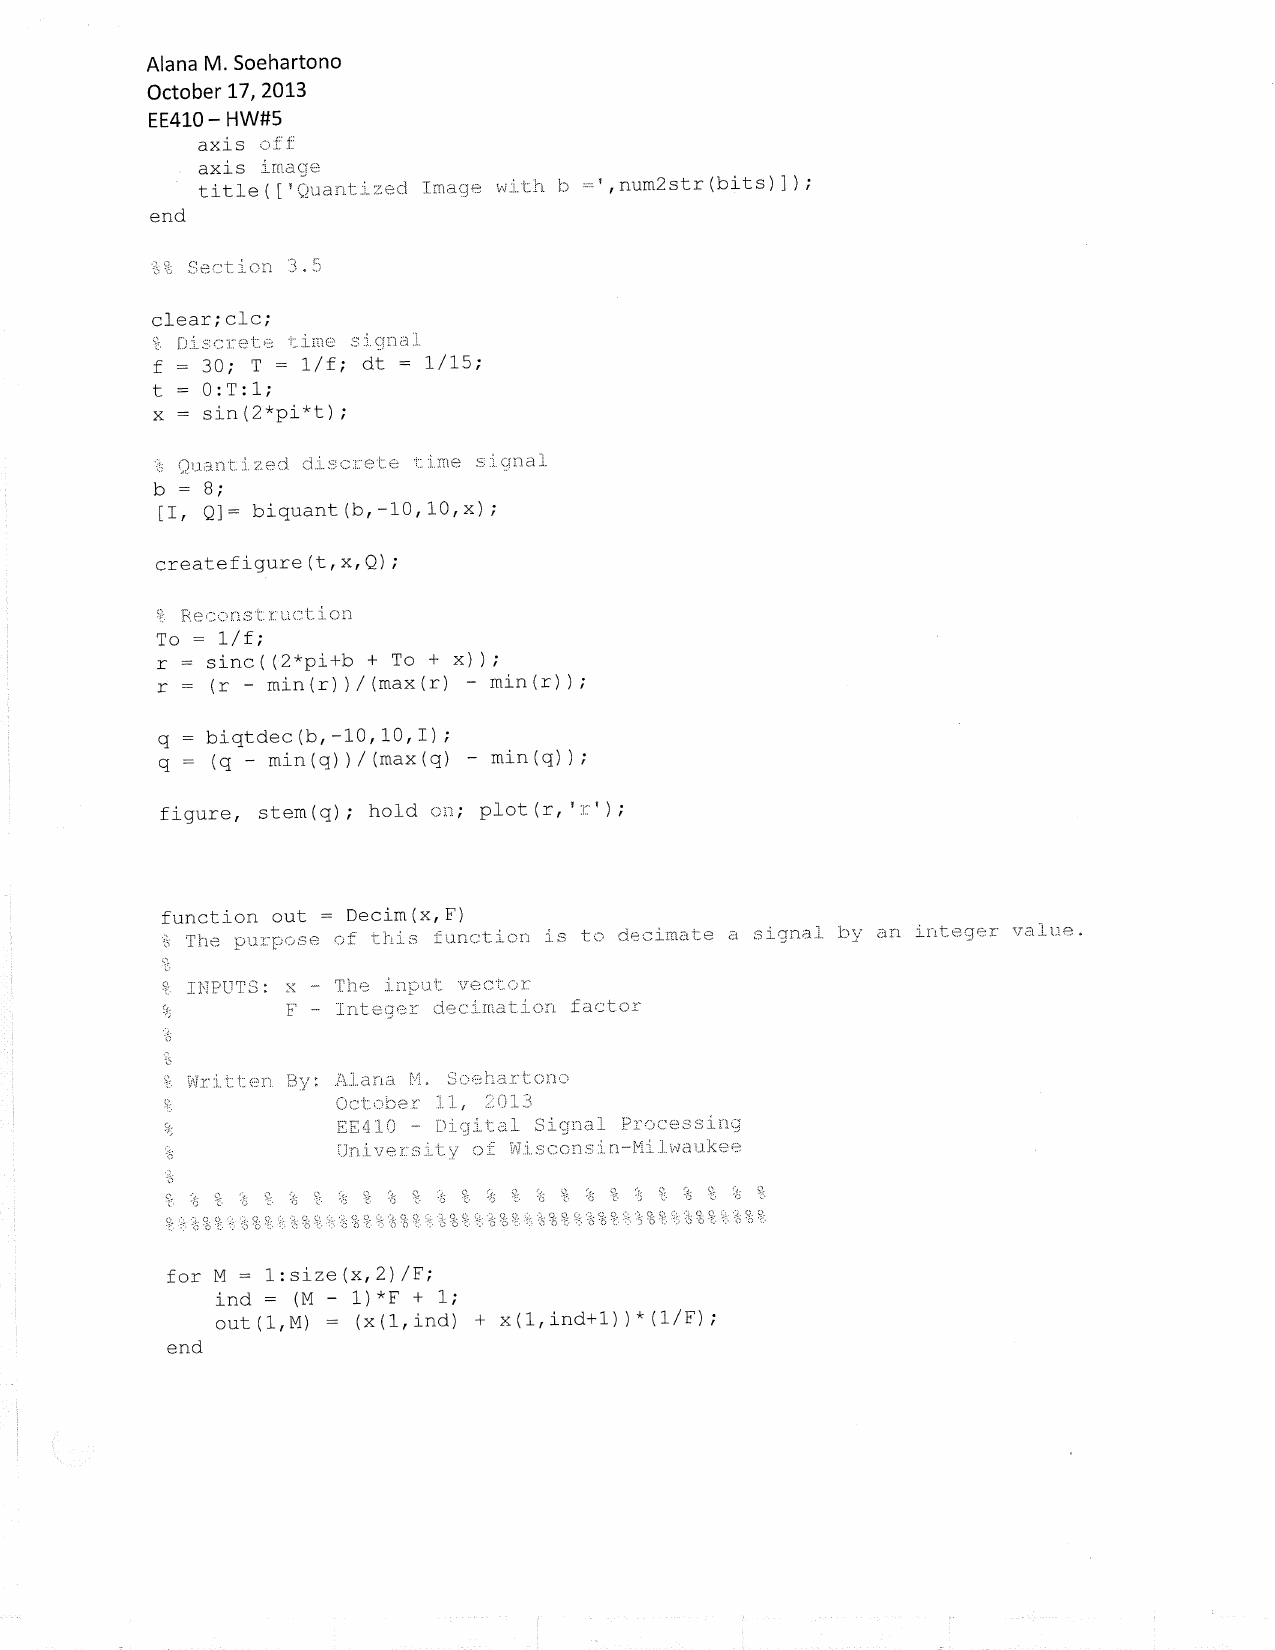 Alana M. Soehartono
October 17, 2013
EE410 – HW#5
axis off
axis image
title(['Quantized Image with b =',num2str(bits)]);
end
%% Section 3.5
clear;clc;
% Discrete time signal
f = 30; T = 1/f; dt = 1/15;
t = 0:T:1;
x = sin(2*pi*t);
% Quantized discrete time signal
b = 8;
[I, Q]= biquant(b,-10,10,x);
createfigure(t,x,Q);
% Reconstruction
To = 1/f;
r = sinc((2*pi+b + To + x));
r = (r - min(r))/(max(r) - min(r));
q = biqtdec(b,-10,10,I);
q = (q - min(q))/(max(q) - min(q));
figure, stem(q); hold on; plot(r,'r');
function out = Decim(x,F)
% The purpose of this function is to decimate a signal by an integer value.
%
% INPUTS: x - The input vector
% F - Integer decimation factor
%
%
% Written By: Alana M. Soehartono
% October 11, 2013
% EE410 - Digital Signal Processing
% University of Wisconsin-Milwaukee
%
% % % % % % % % % % % % % % % % % % % % % % % % %
%%%%%%%%%%%%%%%%%%%%%%%%%%%%%%%%%%%%%%%%%%%%%%%%%
for M = 1:size(x,2)/F;
ind = (M - 1)*F + 1;
out(1,M) = (x(1,ind) + x(1,ind+1))*(1/F);
end